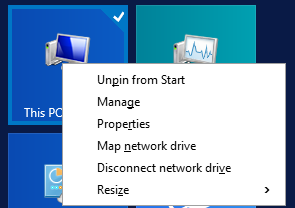 This PC
Unpin from Start
Manage
Properties
Map network drive
Disconnect network drive
Resize